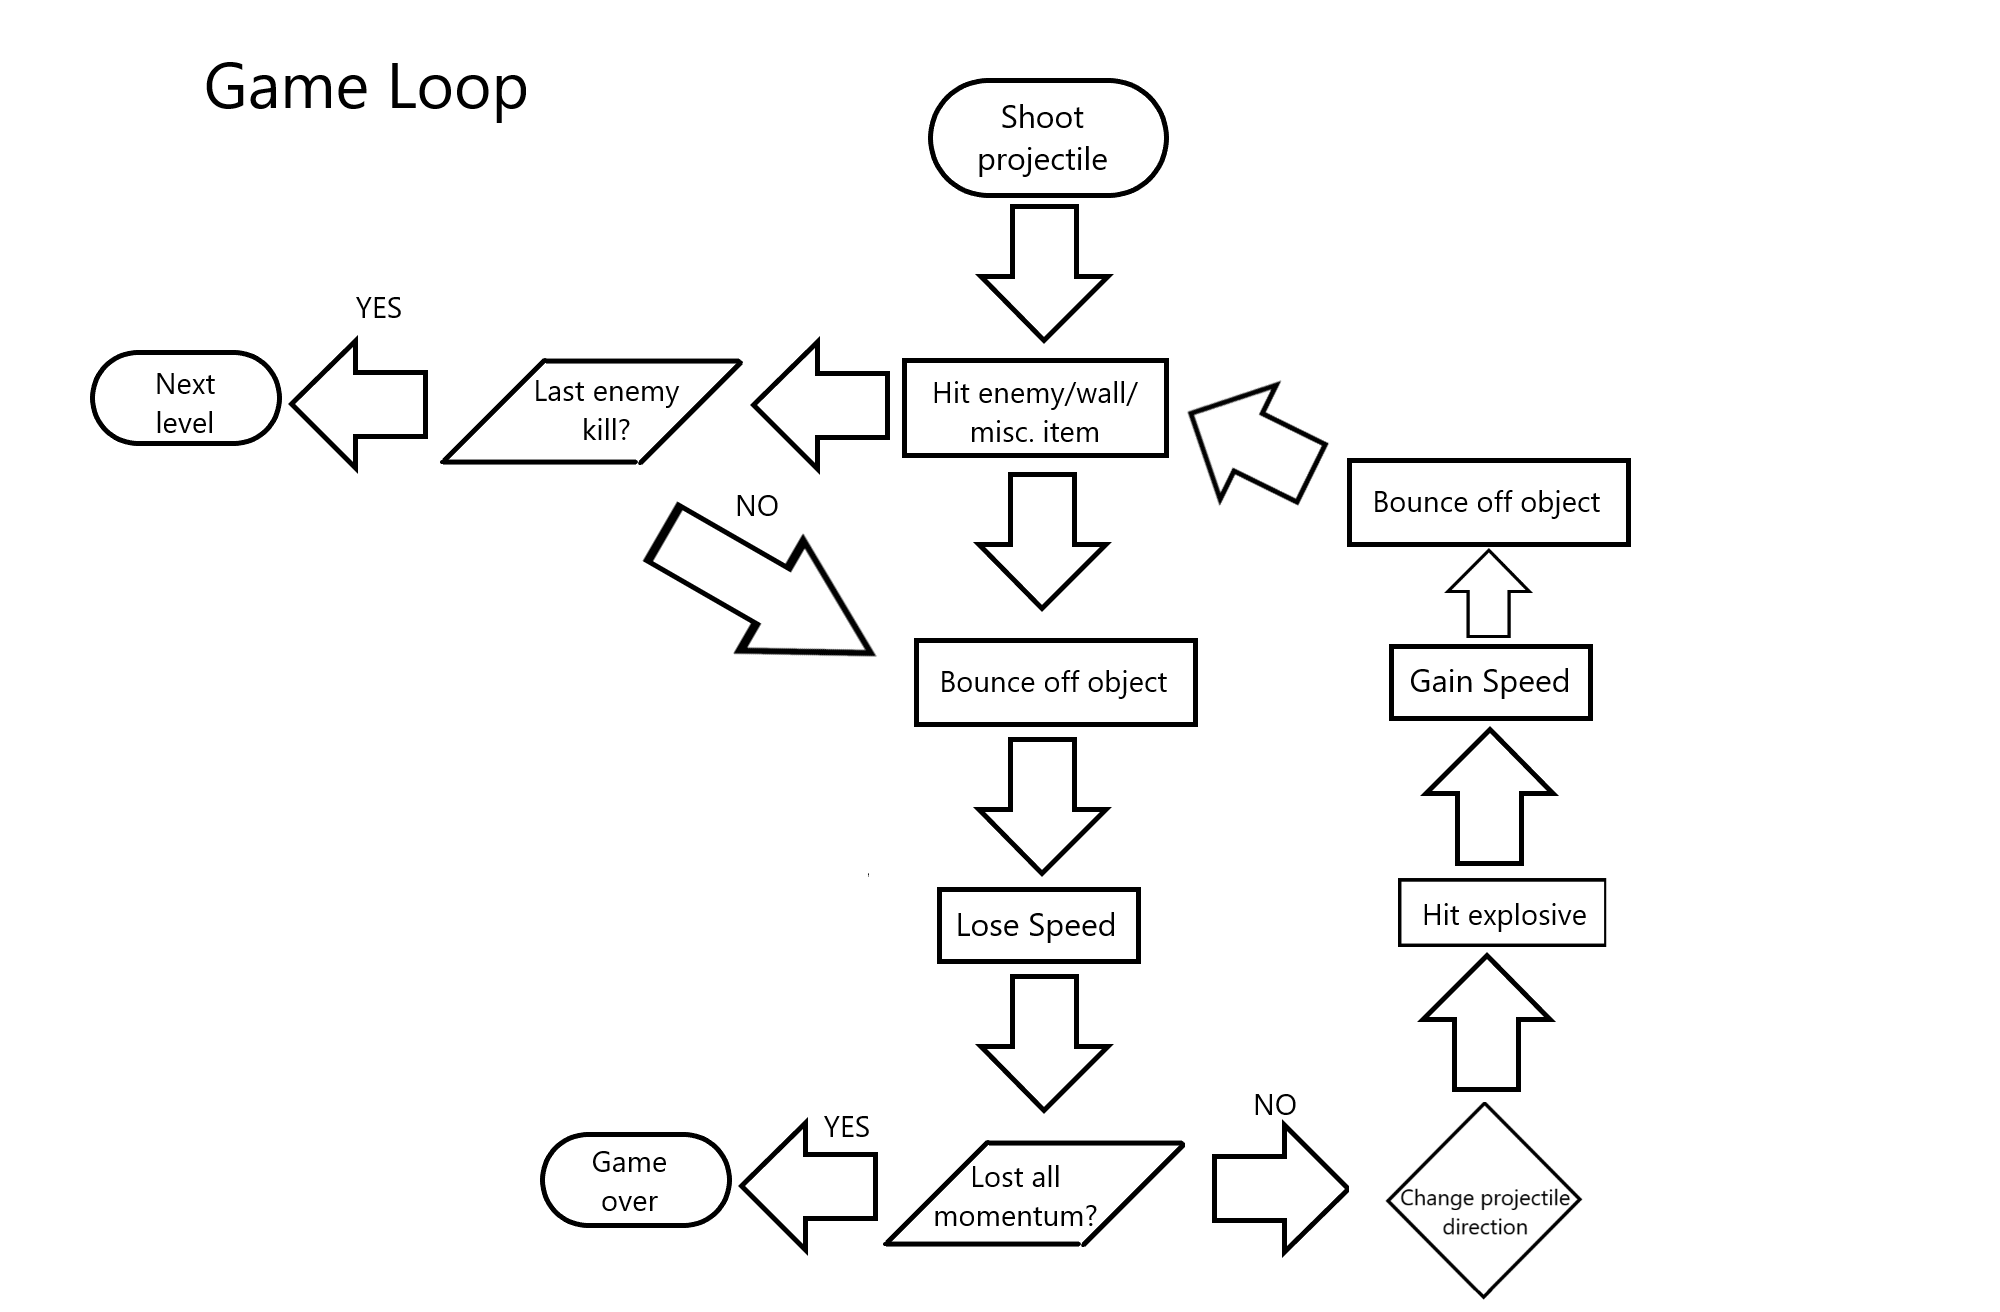 Game Loop
Shoot
projectile
YES
Next
level
Last enemy
kill?
Hit enemy/wall/
misc. item
NO
Bounce off object
Bounce off object
Gain Speed
Lose Speed
Hit explosive
YES
NO
Game
over
Lost all
momentum?
Change projectile
direction